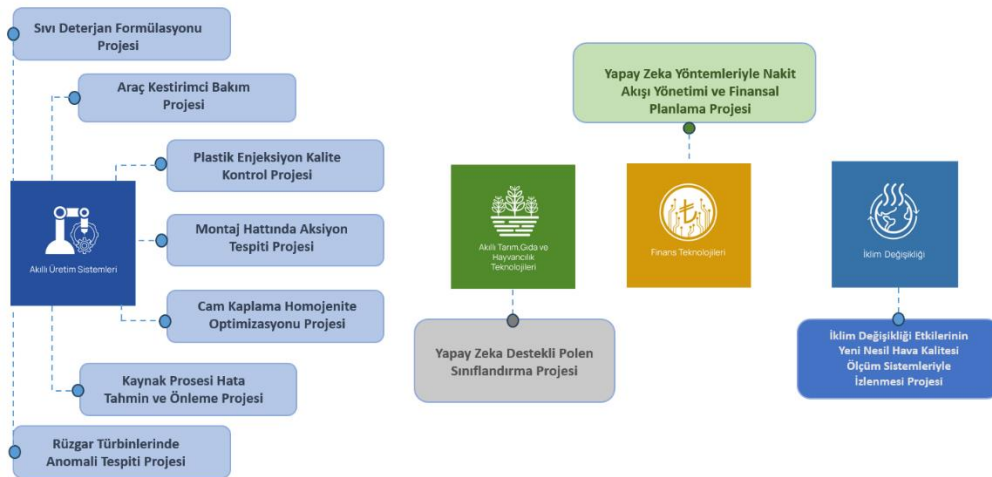 Sıvı Deterjan Formülasyonu
Projesi
Araç Kestirimci Bakım
Projesi
Plastik Enjeksiyon Kalite
Kontrol Projesi
Akıllı Üretim Sistemleri
Montaj Hattında Aksiyon
Tespiti Projesi
Cam Kaplama Homojenite
Optimizasyonu Projesi
Kaynak Prosesi Hata
Tahmin ve Önleme Projesi
Rüzgar Türbinlerinde
Anomali Tespiti Projesi
Akıllı Tarım,Gıda ve
Hayvancılık
Teknolojileri
Yapay Zeka Destekli Polen
Sınıflandırma Projesi
Yapay Zeka Yöntemleriyle Nakit
Akışı Yönetimi ve Finansal
Planlama Projesi
₺
Finans Teknolojileri
İklim Değişikliği
İklim Değişikliği Etkilerinin
Yeni Nesil Hava Kalitesi
Ölçüm Sistemleriyle
İzlenmesi Projesi